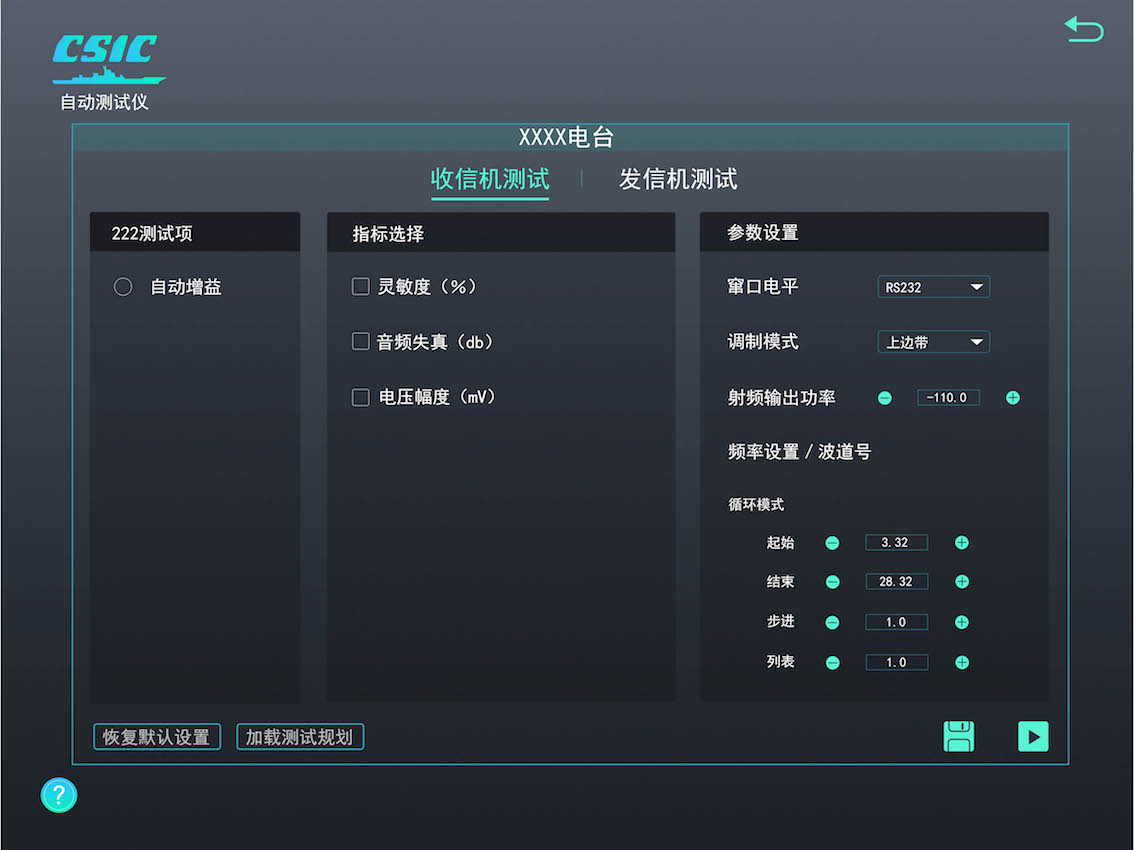 CSIC
自动测试仪
XXXX电台
收信机测试 | 发信机测试
222测试项
自动增益
指标选择
灵敏度（%）
音频失真（db）
电压幅度（mV）
参数设置
窜口电平 RS232
调制模式 上边带
射频输出功率 -110.0
频率设置 / 波道号
循环模式
起始 3.32
结束 28.32
步进 1.0
列表 1.0
恢复默认设置 加载测试规划
?